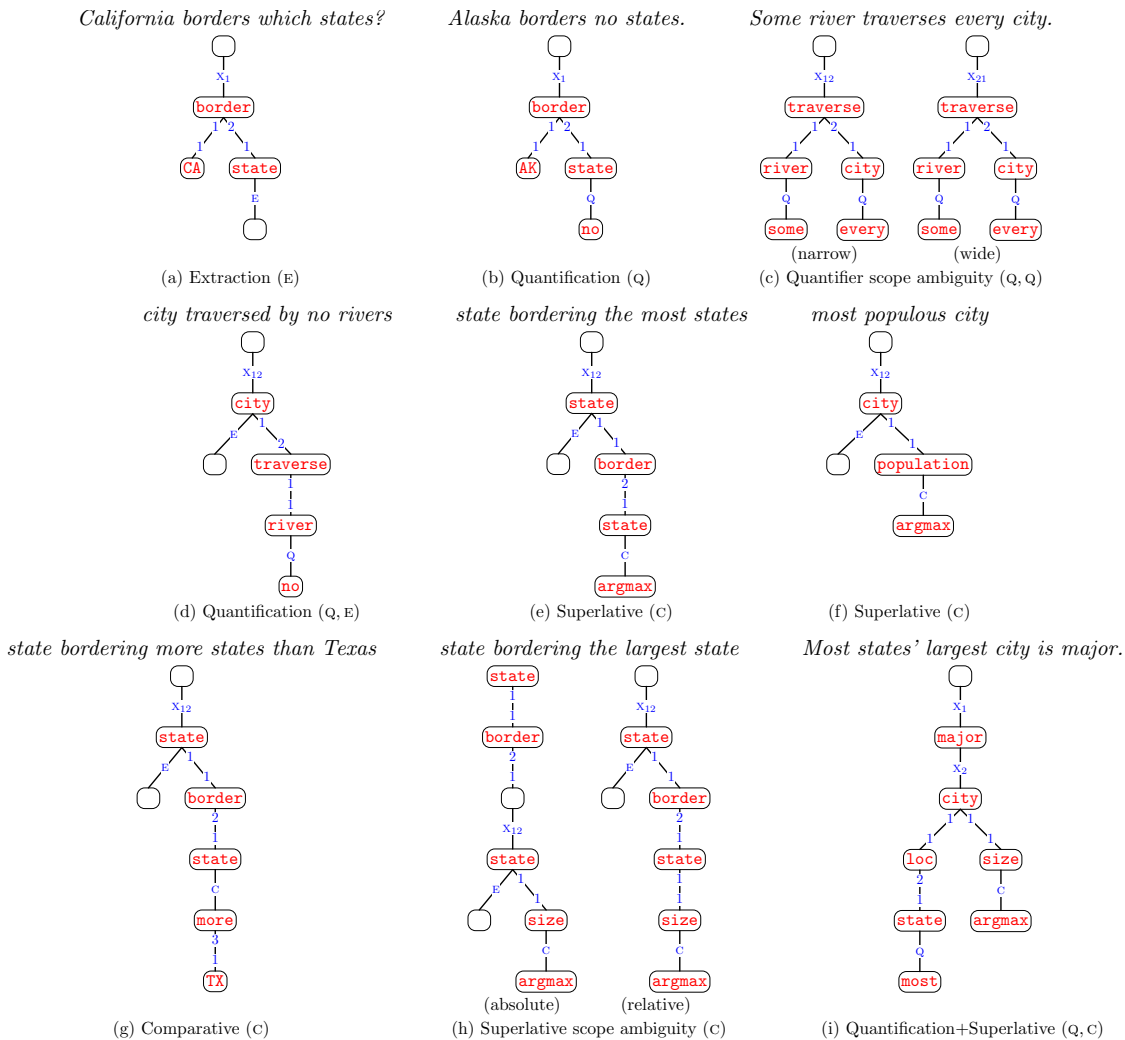 California borders which states?
Alaska borders no states.
Some river traverses every city.
X1
X1
X12
X21
border
border
traverse
traverse
1 2
1 2
1 2
1 2
1 1
1 1
1 1
1 1
CA state
AK state
river city
river city
E
Q
Q Q
Q Q
no
some every
some every
(narrow)
(wide)
(a) Extraction (E)
(b) Quantification (Q)
(c) Quantifier scope ambiguity (Q, Q)
city traversed by no rivers
state bordering the most states
most populous city
X12
X12
X12
city
state
city
E 1
E 1
E 1
2
1
1
traverse
border
population
1
2
C
1
1
river
state
argmax
Q
C
no
argmax
(d) Quantification (Q, E)
(e) Superlative (C)
(f) Superlative (C)
state bordering more states than Texas
state bordering the largest state
Most states' largest city is major.
state
X12
1
X12
X1
1
state
border
state
major
E 1
2
E 1
X2
1
1
1
border
border
city
2
X12
2
1 1
1
1
1 1
state
state
state
loc size
C
E 1
1
2 C
1
1
1
more
size
size
state argmax
3
C
C
Q
1
TX
argmax
argmax
most
(absolute)
(relative)
(g) Comparative (C)
(h) Superlative scope ambiguity (C)
(i) Quantification+Superlative (Q, C)